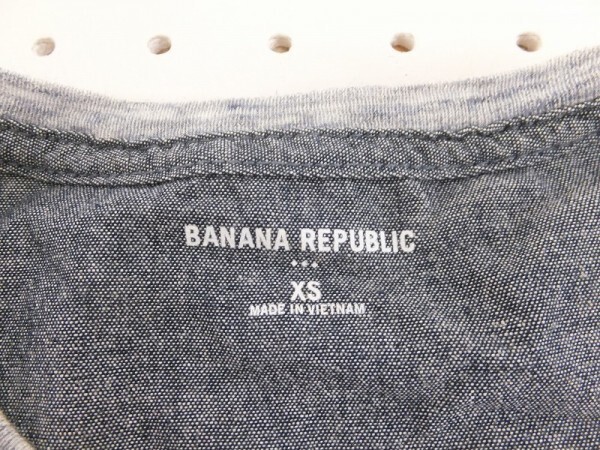 BANANA REPUBLIC
•••
XS
MADE IN VIETNAM